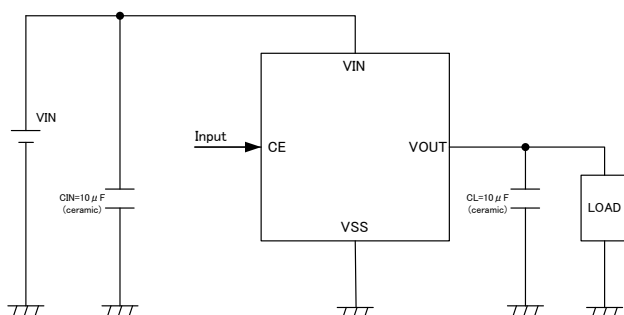 VIN
VIN
Input
CE
VOUT
CIN=10μF
(ceramic)
CL=10μF
(ceramic)
LOAD
VSS